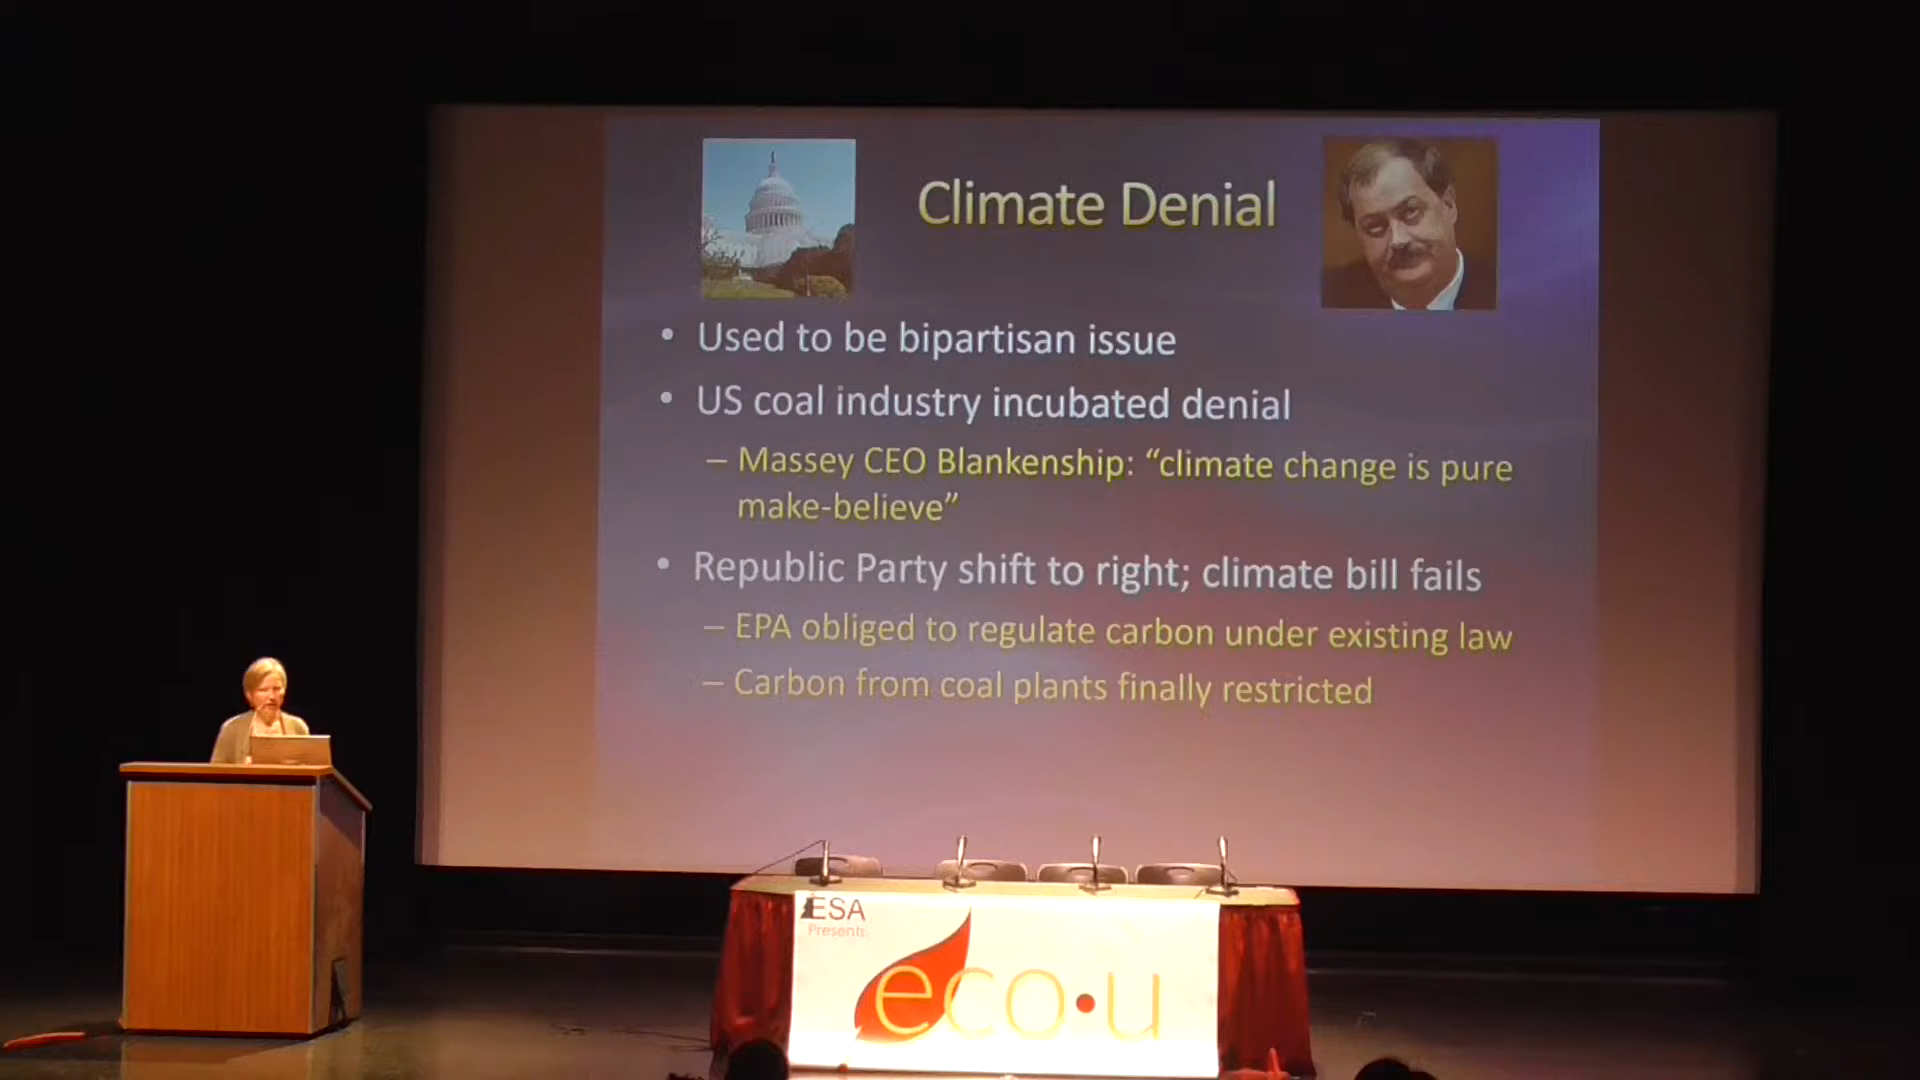 Climate Denial
• Used to be bipartisan issue
• US coal industry incubated denial
– Massey CEO Blankenship: “climate change is pure
make-believe”
• Republic Party shift to right; climate bill fails
– EPA obliged to regulate carbon under existing law
– Carbon from coal plants finally restricted
ESA
Presents
eco•u